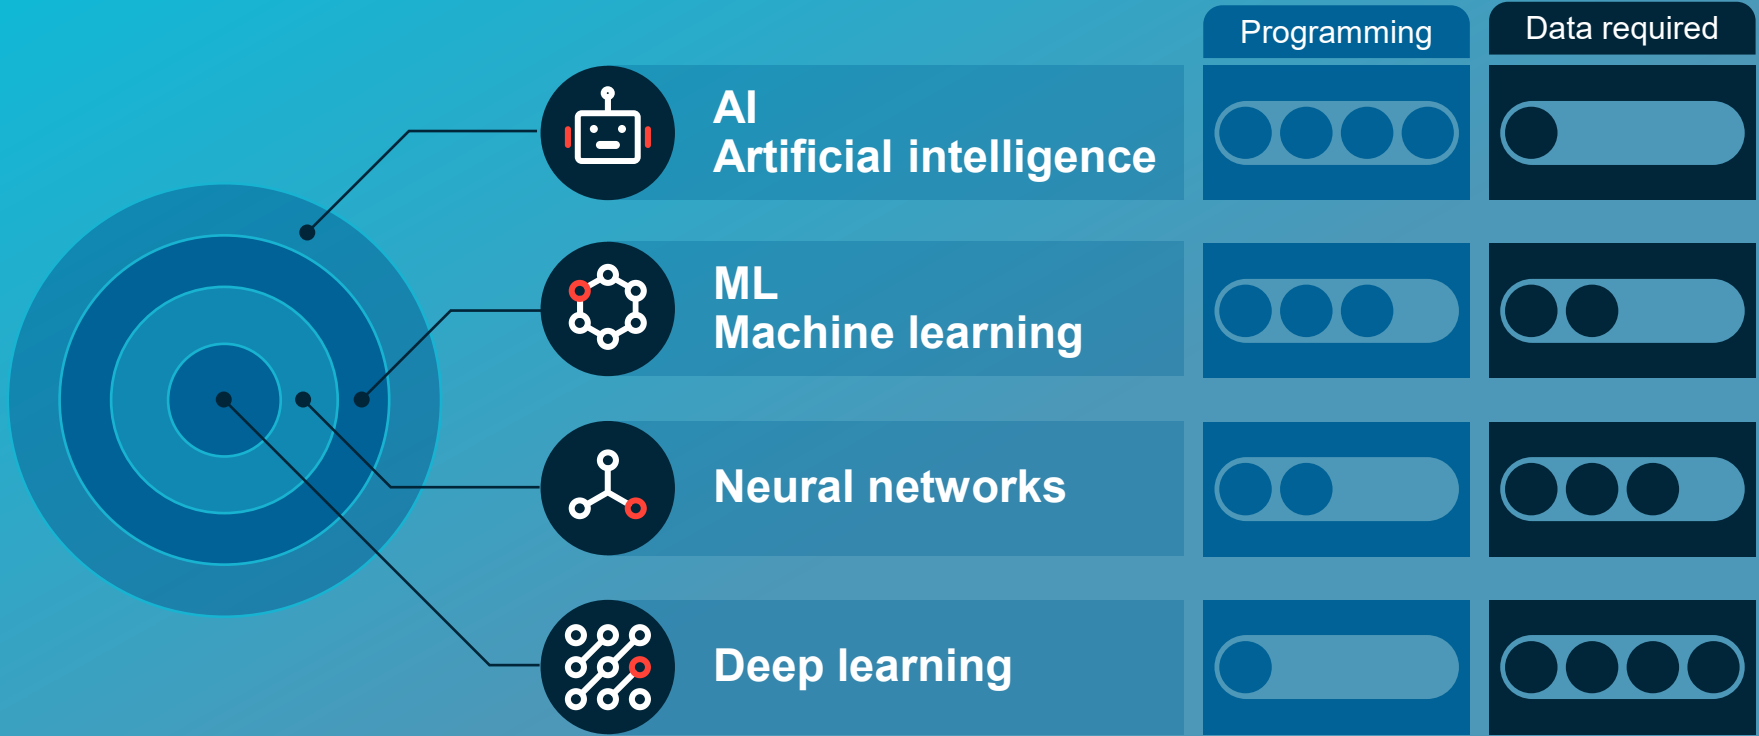 Programming
Data required
AI
Artificial intelligence
ML
Machine learning
Neural networks
Deep learning